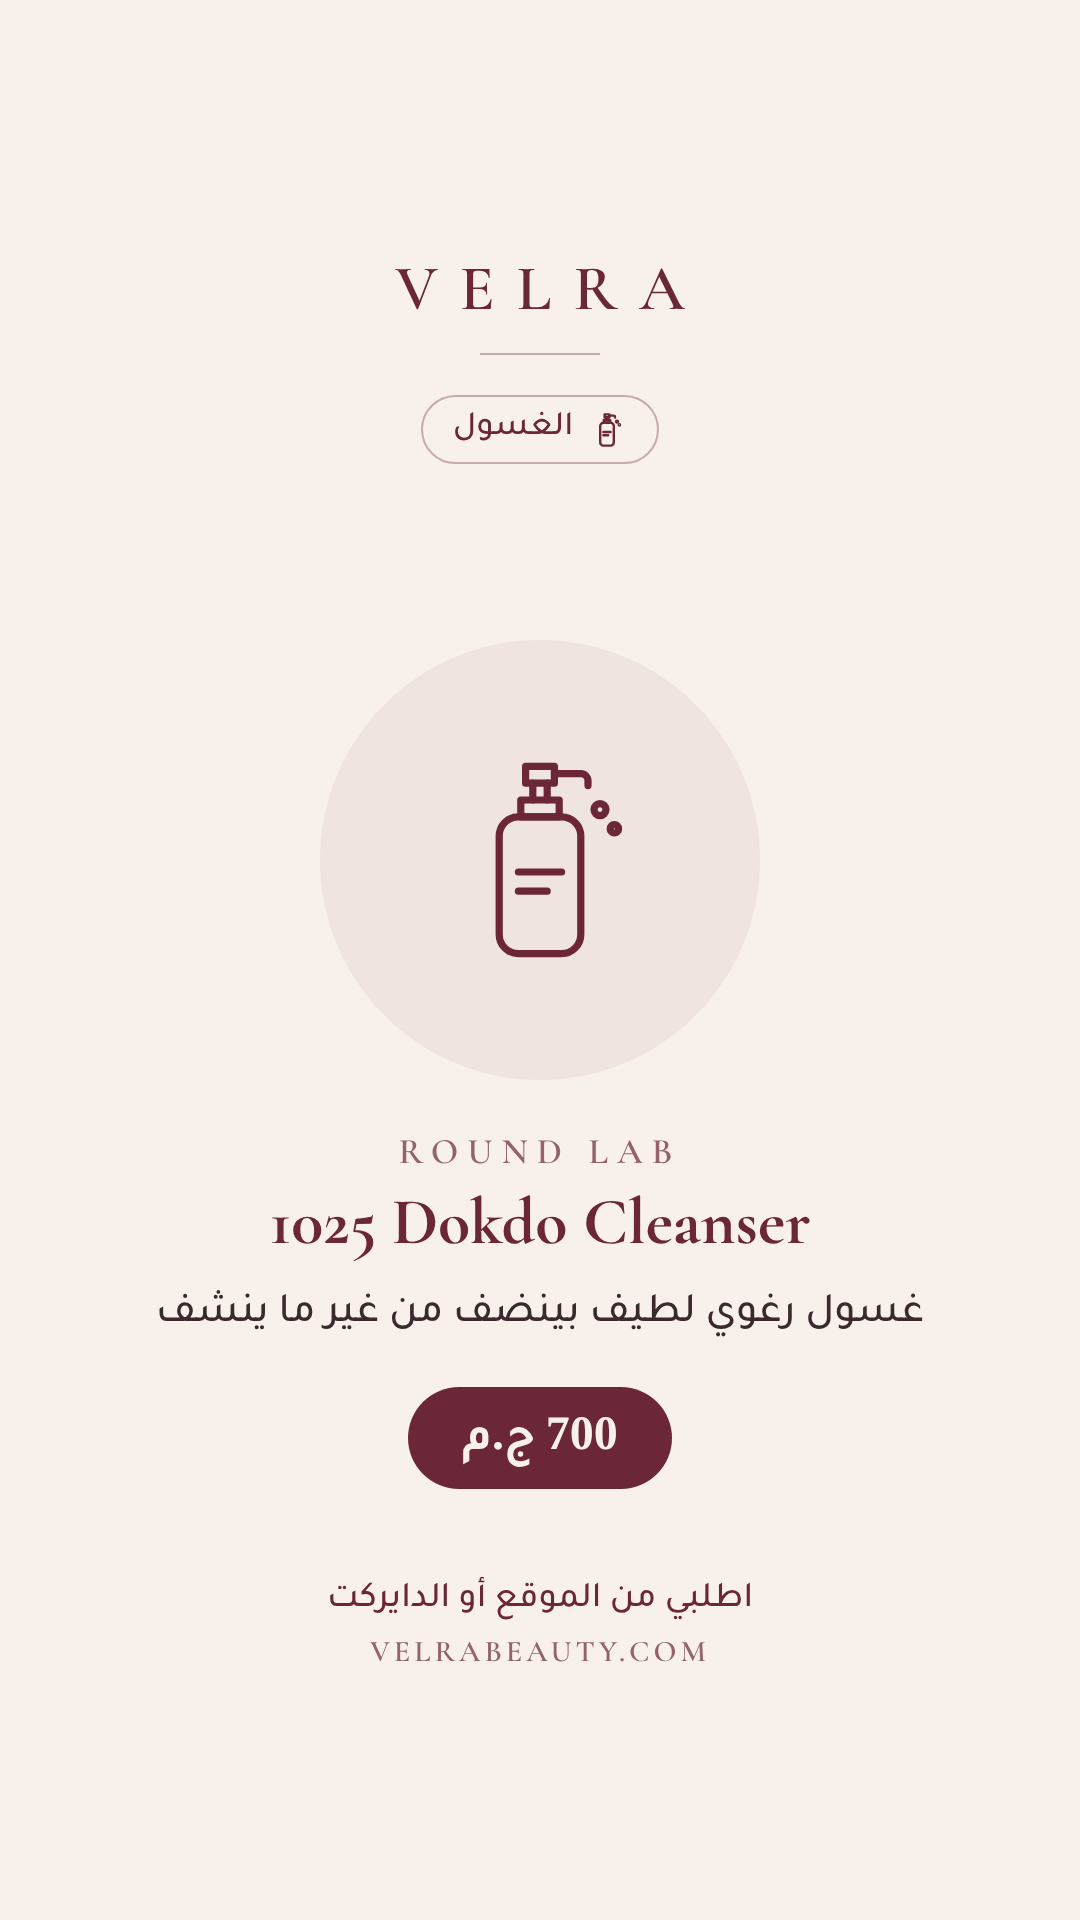 VELRA
الغسول
ROUND LAB
1025 Dokdo Cleanser
غسول رغوي لطيف بينضف من غير ما ينشف
700 ج.م
اطلبي من الموقع أو الدايركت
VELRABEAUTY.COM